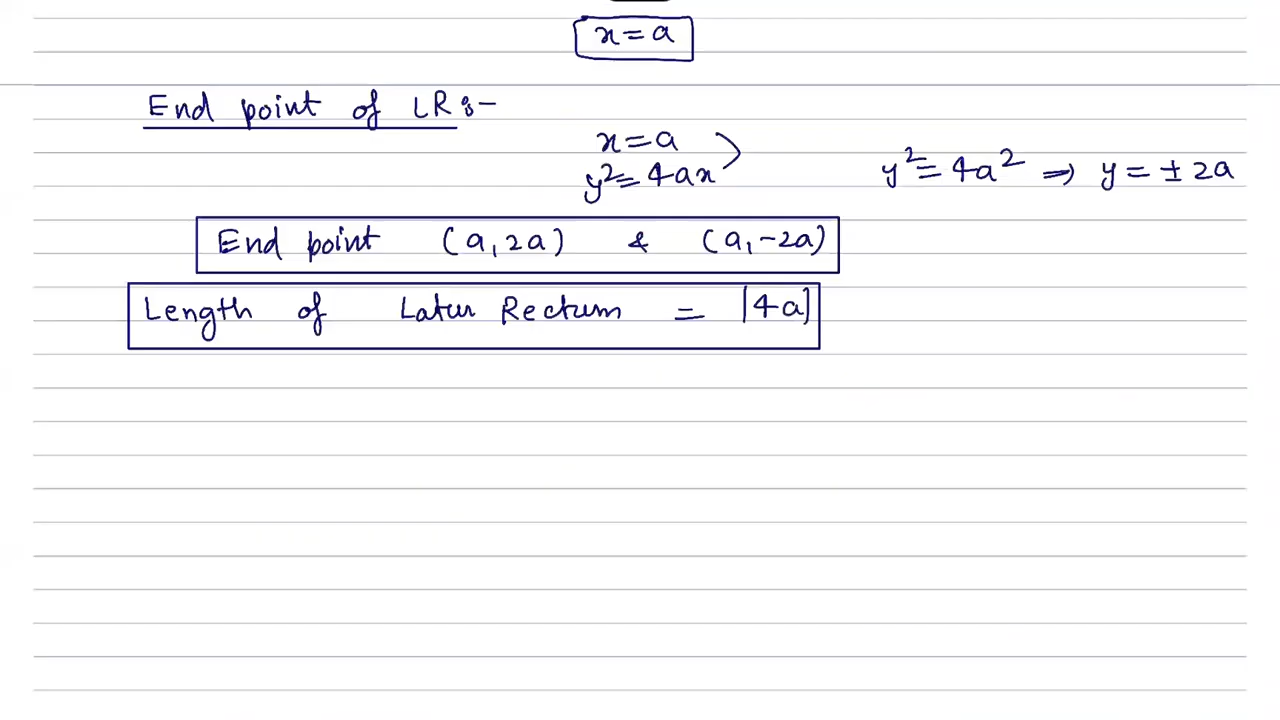 x = a
End point of LR :-
x = a
y² = 4ax
y² = 4a² ⇒ y = ± 2a
End point (a, 2a) & (a, -2a)
Length of Latur Rectum = |4a|